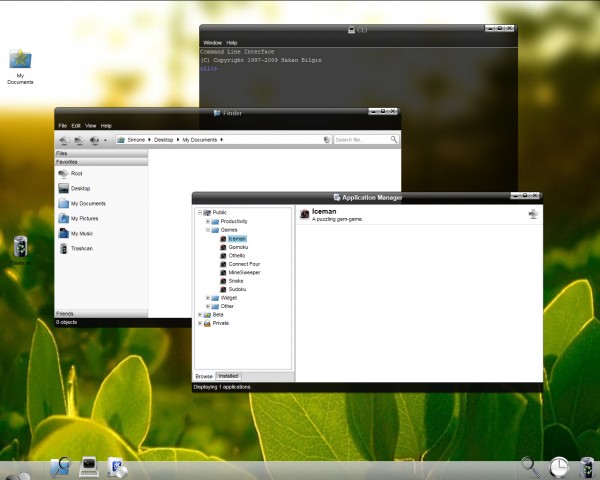 CLI
Window Help
Command Line Interface
(C) Copyright 1997-2009 Hakan Bilgin
My
Documents
Finder
File Edit View Help
Simone Desktop My Documents
Search file...
Files
Favorites
Root
Desktop
My Documents
My Pictures
My Music
Trashcan
Friends
0 objects
Trashcan
Application Manager
Public
Productivity
Games
Iceman
Gomoku
Othello
Connect Four
MineSweeper
Snake
Sudoku
Widget
Other
Beta
Private
Browse Installed
Iceman
A puzzling gem-game.
Displaying 1 applications.